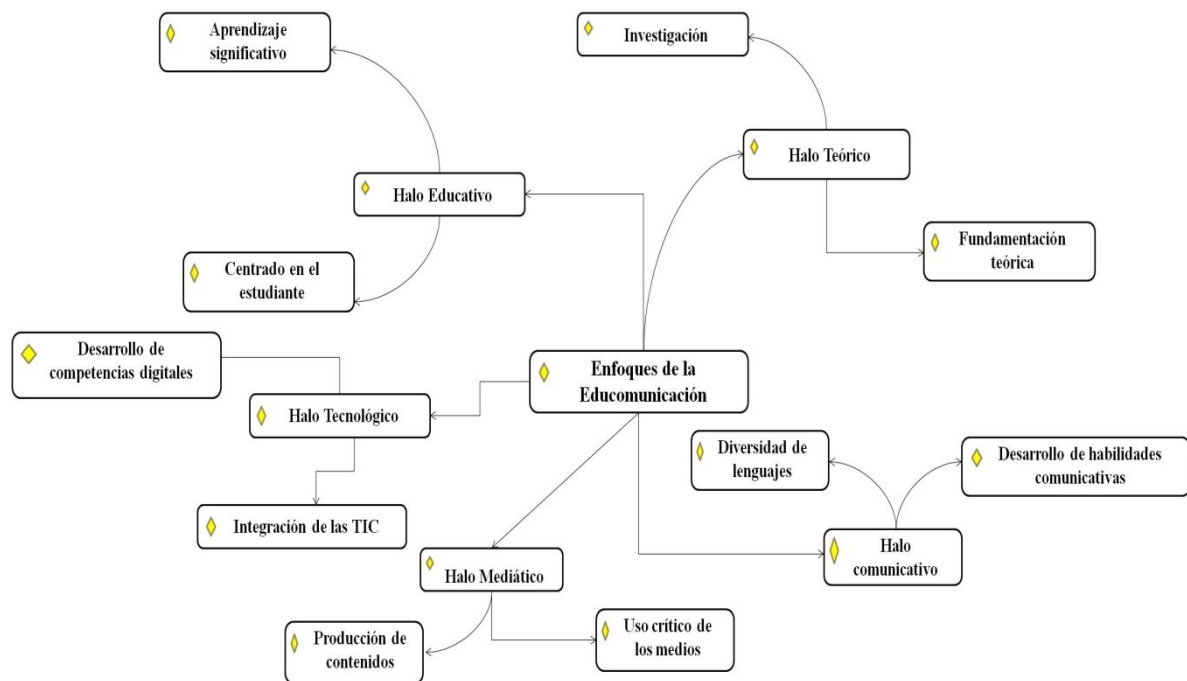 Aprendizaje
significativo
Investigación
Halo Teórico
Halo Educativo
Fundamentación
teórica
Centrado en el
estudiante
Desarrollo de
competencias digitales
Enfoques de la
Educomunicación
Halo Tecnológico
Diversidad de
lenguajes
Desarrollo de habilidades
comunicativas
Integración de las TIC
Halo
comunicativo
Halo Mediático
Producción de
contenidos
Uso crítico de
los medios